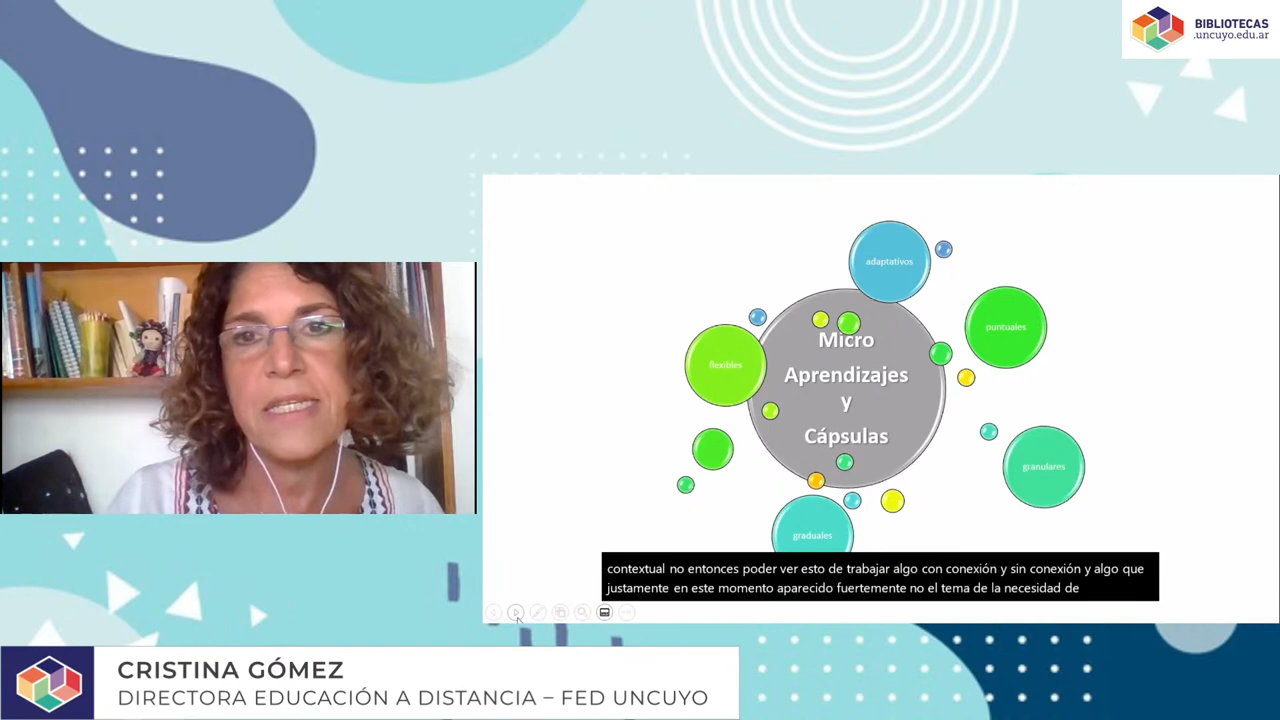 BIBLIOTECAS
.uncuyo.edu.ar
adaptativos
puntuales
flexibles
Micro
Aprendizajes
y
Cápsulas
granulares
graduales
contextual no entonces poder ver esto de trabajar algo con conexión y sin conexión y algo que
justamente en este momento aparecido fuertemente no el tema de la necesidad de
CRISTINA GÓMEZ
DIRECTORA EDUCACIÓN A DISTANCIA – FED UNCUYO